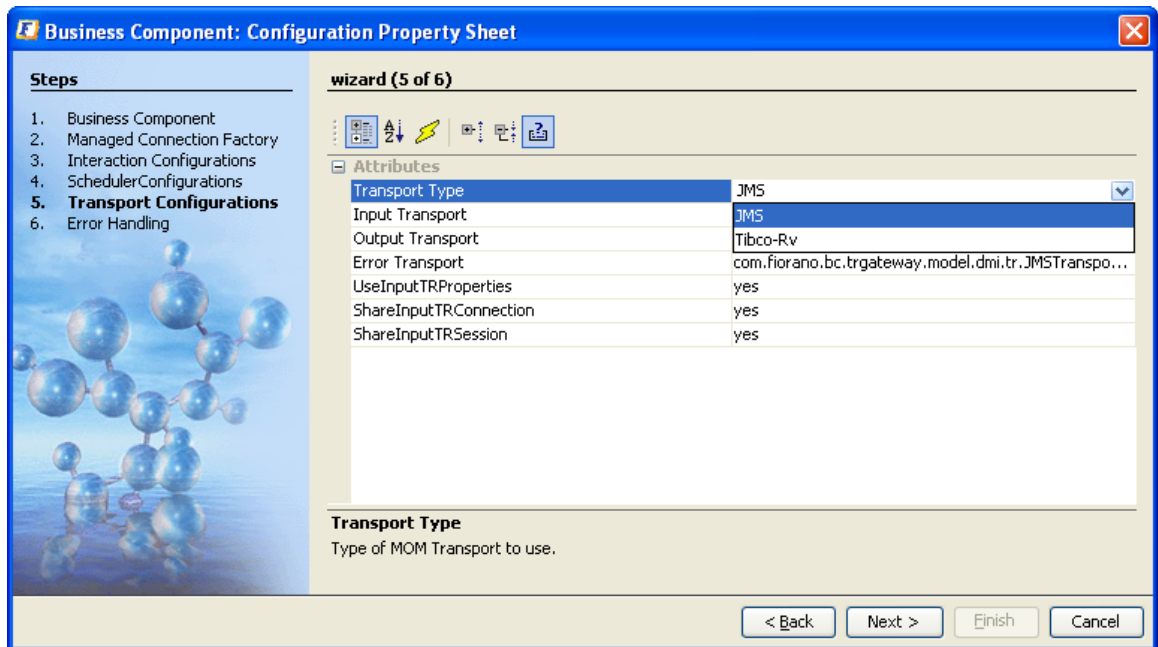 Business Component: Configuration Property Sheet
Steps
1. Business Component
2. Managed Connection Factory
3. Interaction Configurations
4. SchedulerConfigurations
5. Transport Configurations
6. Error Handling
wizard (5 of 6)
Attributes
Transport Type JMS
Input Transport JMS
Output Transport Tibco-Rv
Error Transport com.fiorano.bc.trgateway.model.dmi.tr.JMSTranspo...
UseInputTRProperties yes
ShareInputTRConnection yes
ShareInputTRSession yes
Transport Type
Type of MOM Transport to use.
< Back Next > Finish Cancel